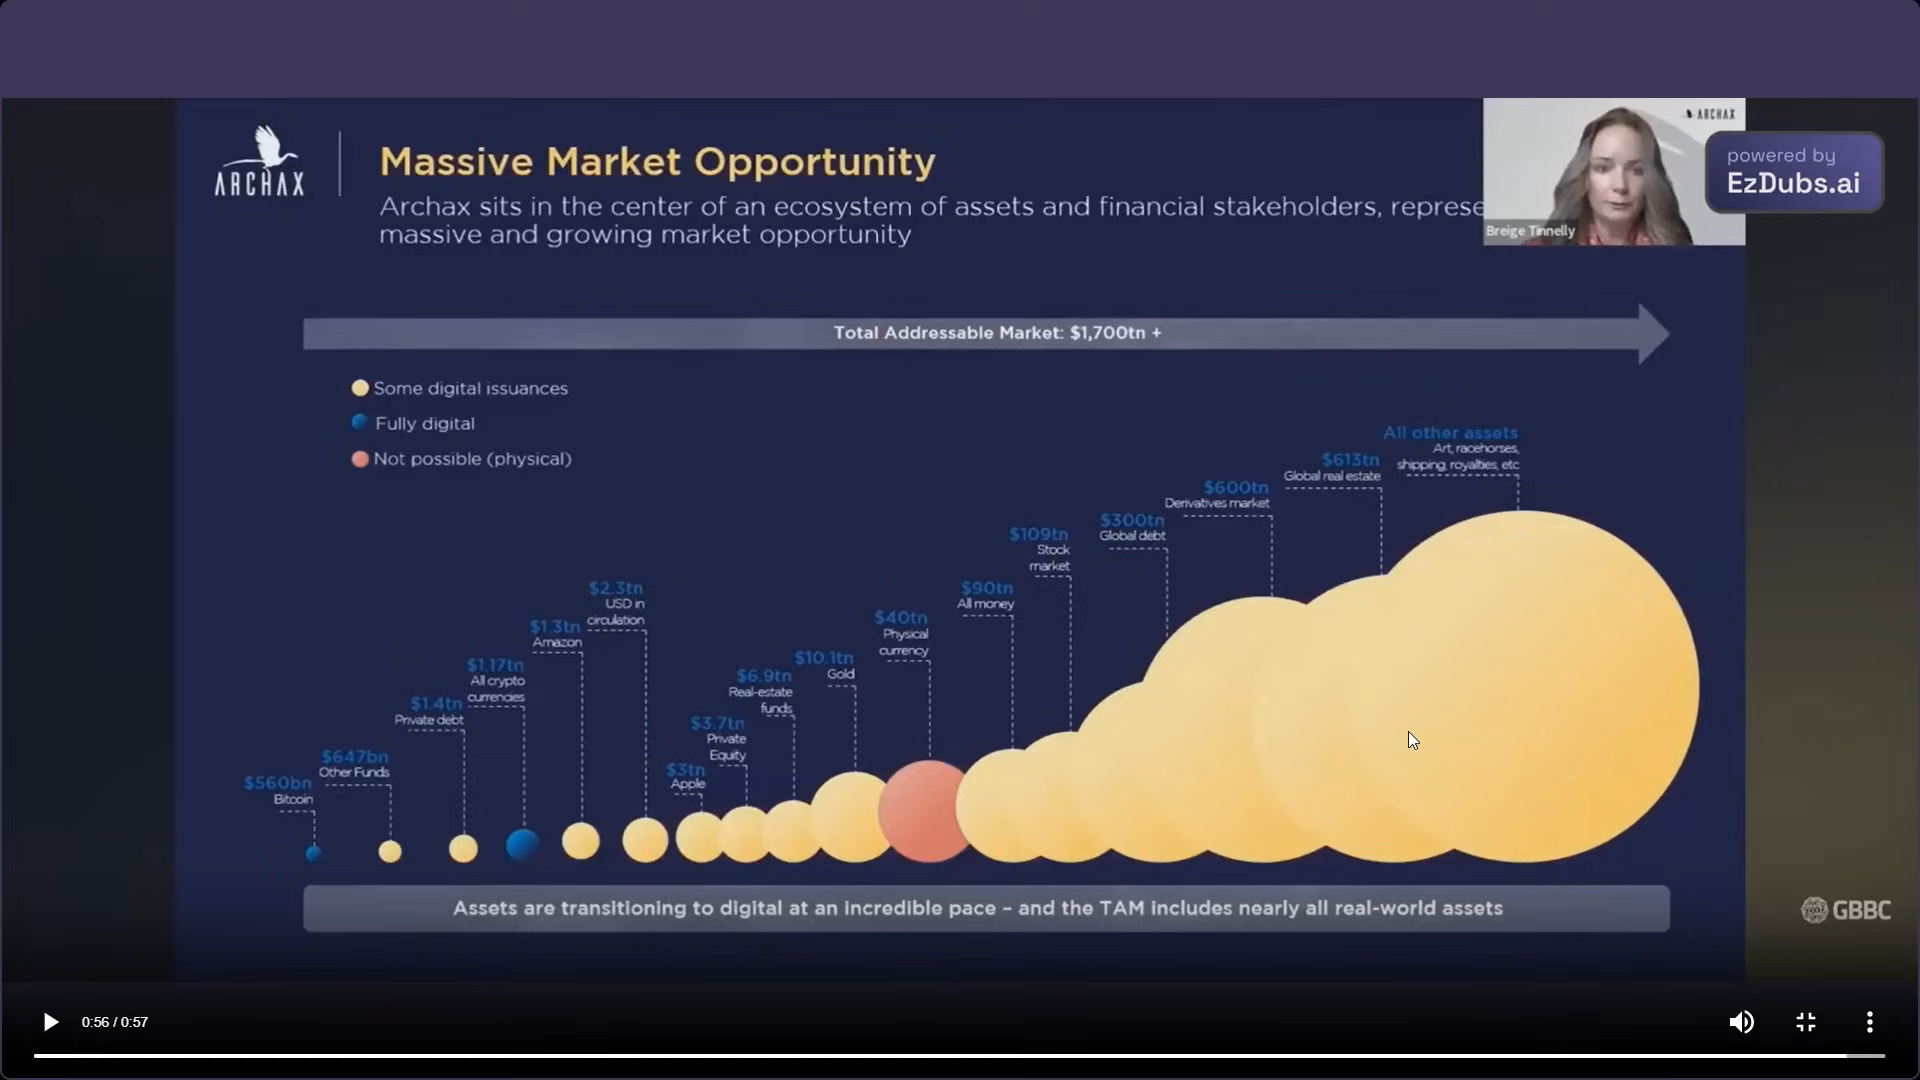 ARCHAX
Massive Market Opportunity
Archax sits in the center of an ecosystem of assets and financial stakeholders, represe
massive and growing market opportunity
ARCHAX
Breige Tinnelly
powered by
EzDubs.ai
Total Addressable Market: $1,700tn +
Some digital issuances
Fully digital
Not possible (physical)
$560bn
Bitcoin
$647bn
Other Funds
$1.4tn
Private debt
$1.17tn
All crypto
currencies
$1.3tn
Amazon
$2.3tn
USD in
circulation
$3tn
Apple
$3.7tn
Private
Equity
$6.9tn
Real-estate
funds
$10.1tn
Gold
$40tn
Physical
currency
$90tn
All money
$109tn
Stock
market
$300tn
Global debt
$600tn
Derivatives market
$613tn
Global real estate
All other assets
Art, racehorses,
shipping, royalties, etc
Assets are transitioning to digital at an incredible pace – and the TAM includes nearly all real-world assets
GBBC
0:56 / 0:57